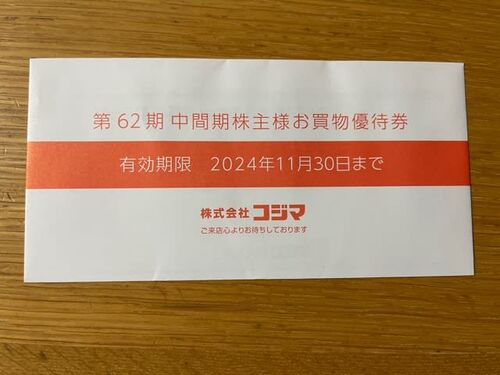 第62期 中間期株主様お買物優待券
有効期限 2024年11月30日まで
株式会社 コジマ
ご来店心よりお待ちしております